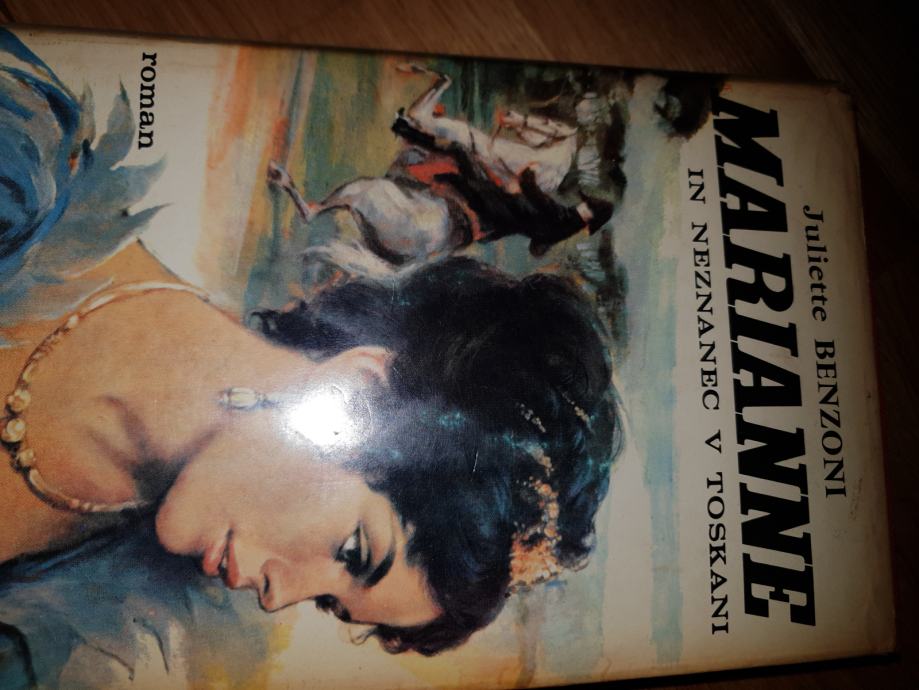 Juliette BENZONI
MARIANNE
IN NEZNANEC V TOSKANI
roman